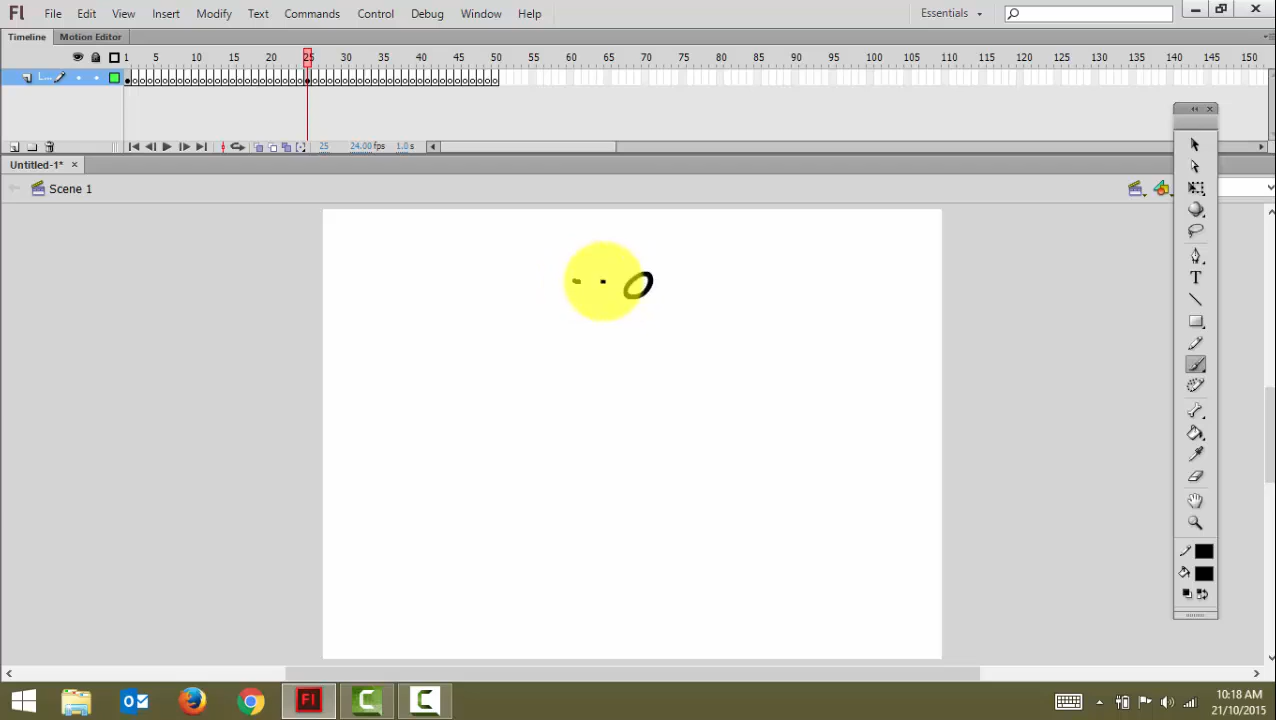 Fl File Edit View Insert Modify Text Commands Control Debug Window Help Essentials
Timeline Motion Editor
1 5 10 15 20 25 30 35 40 45 50 55 60 65 70 75 80 85 90 95 100 105 110 115 120 125 130 135 140 145 150
25 24.00 fps 1.0 s
Untitled-1*
Scene 1
T
Fl
10:18 AM
21/10/2015